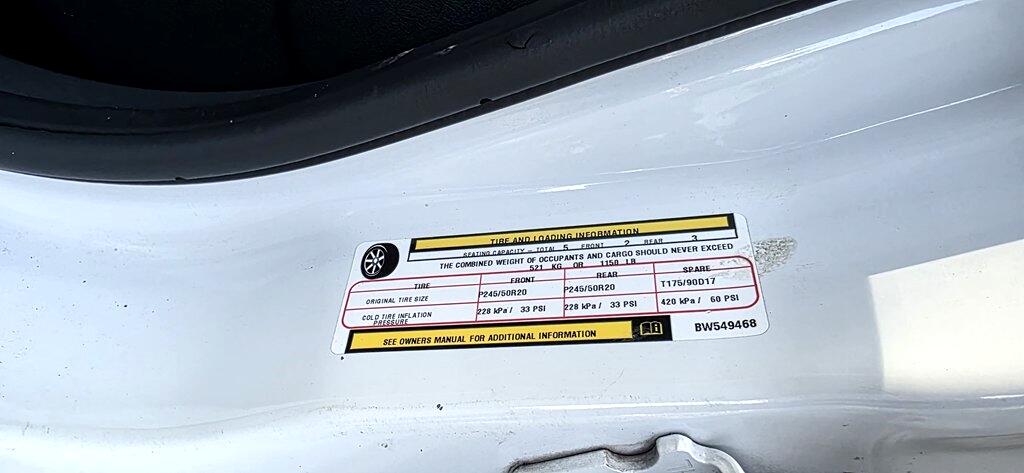 TIRE AND LOADING INFORMATION
SEATING CAPACITY - TOTAL 5 FRONT 2 REAR 3
THE COMBINED WEIGHT OF OCCUPANTS AND CARGO SHOULD NEVER EXCEED
521 KG OR 1150 LB
TIRE FRONT REAR SPARE
ORIGINAL TIRE SIZE P245/50R20 P245/50R20 T175/90D17
COLD TIRE INFLATION PRESSURE 228 kPa / 33 PSI 228 kPa / 33 PSI 420 kPa / 60 PSI
SEE OWNERS MANUAL FOR ADDITIONAL INFORMATION
BW549468